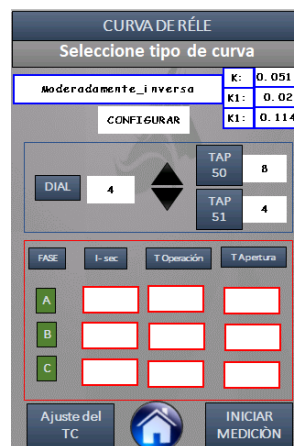 CURVA DE RÉLE
Seleccione tipo de curva
Moderadamente_inversa
K: 0.051
K1: 0.02
K1: 0.114
CONFIGURAR
DIAL 4
TAP 50 8
TAP 51 4
FASE I- sec T Operación T Apertura
A
B
C
Ajuste del TC
INICIAR MEDICIÒN